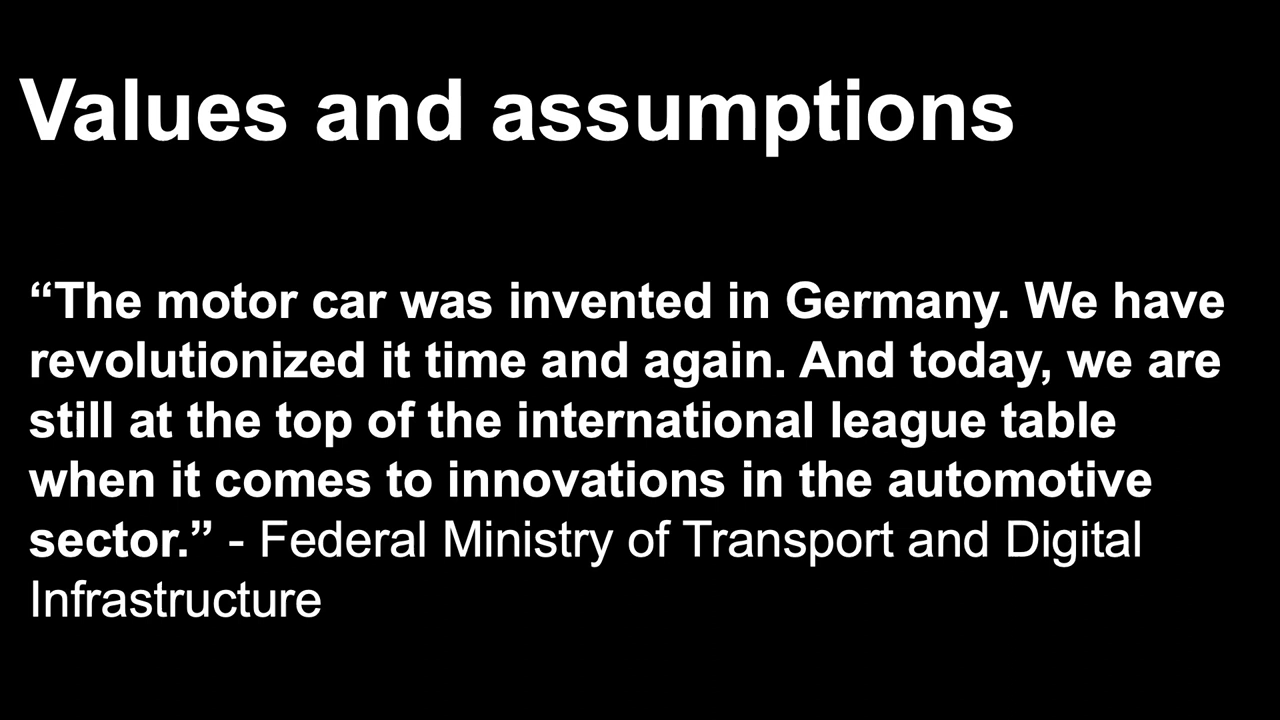 Values and assumptions
“The motor car was invented in Germany. We have
revolutionized it time and again. And today, we are
still at the top of the international league table
when it comes to innovations in the automotive
sector.” - Federal Ministry of Transport and Digital
Infrastructure